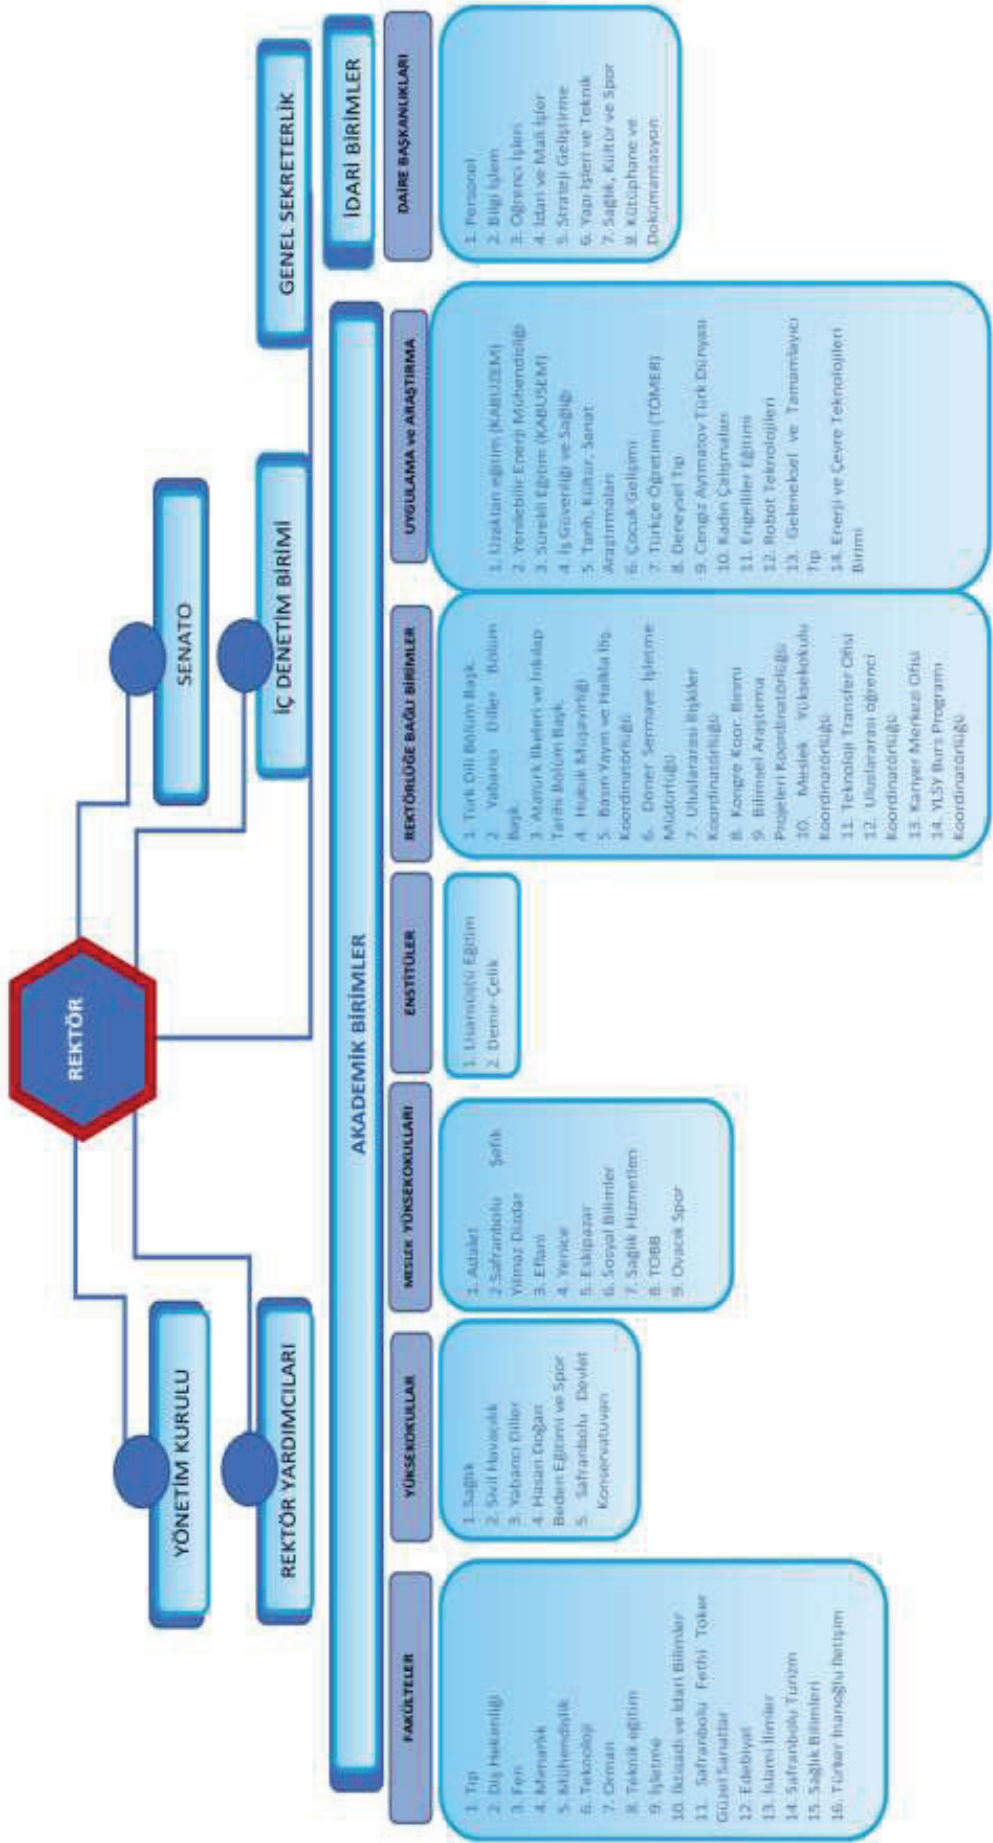 REKTÖR
YÖNETİM KURULU
SENATO
REKTÖR YARDIMCILARI
İÇ DENETİM BİRİMİ
GENEL SEKRETERLİK
AKADEMİK BİRİMLER
İDARİ BİRİMLER
FAKÜLTELER
1. Tıp
2. Diş Hekimliği
3. Fen
4. Mimarlık
5. Mühendislik
6. Teknoloji
7. Orman
8. Teknik eğitim
9. İşletme
10. İktisadi ve İdari Bilimler
11. Safranbolu Fethi Toker
Güzel Sanatlar
12. Edebiyat
13. İslami İlimler
14. Safranbolu Turizm
15. Sağlık Bilimleri
16. Türker İnanoğlu İletişim
YÜKSEKOKULLAR
1. Sağlık
2. Sivil Havacılık
3. Yabancı Diller
4. Hasan Doğan
Beden Eğitimi ve Spor
5. Safranbolu Devlet
Konservatuvarı
MESLEK YÜKSEKOKULLARI
1. Adalet
2.Safranbolu Şefik
Yılmaz Dizdar
3. Eflani
4. Yenice
5. Eskipazar
6. Sosyal Bilimler
7. Sağlık Hizmetleri
8. TOBB
9. Ovacık Spor
ENSTİTÜLER
1. Lisansüstü Eğitim
2. Demir-Çelik
REKTÖRLÜĞE BAĞLI BİRİMLER
1. Türk Dili Bölüm Başk.
2. Yabancı Diller Bölüm
Başk.
3. Atatürk İlkeleri ve İnkılap
Tarihi Bölüm Başk.
4. Hukuk Müşavirliği
5. Basın Yayım ve Halkla İliş.
Koordinatörlüğü
6. Döner Sermaye İşletme
Müdürlüğü
7. Uluslararası İlişkiler
Koordinatörlüğü
8. Kongre Koor. Birimi
9. Bilimsel Araştırma
Projeleri Koordinatörlüğü
10. Meslek Yüksekokulu
Koordinatörlüğü
11. Teknoloji Transfer Ofisi
12. Uluslararası öğrenci
Koordinatörlüğü
13. Kariyer Merkezi Ofisi
14. YLSY Burs Programı
Koordinatörlüğü
UYGULAMA ve ARAŞTIRMA
1. Uzaktan eğitim (KABUZEM)
2. Yenilebilir Enerji Mühendisliği
3. Sürekli Eğitim (KABUSEM)
4. İş Güvenliği ve Sağlığı
5. Tarih, Kültür, Sanat
Araştırmaları
6. Çocuk Gelişimi
7. Türkçe Öğretimi (TÖMER)
8. Deneysel Tıp
9. Cengiz Aytmatov Türk Dünyası
10. Kadın Çalışmaları
11. Engelliler Eğitimi
12. Robot Teknolojileri
13. Geleneksel ve Tamamlayıcı
Tıp
14. Enerji ve Çevre Teknolojileri
Birimi
DAİRE BAŞKANLIKLARI
1. Personel
2. Bilgi İşlem
3. Öğrenci İşleri
4. İdari ve Mali İşler
5. Strateji Geliştirme
6. Yapı İşleri ve Teknik
7. Sağlık, Kültür ve Spor
8. Kütüphane ve
Dokümantasyon